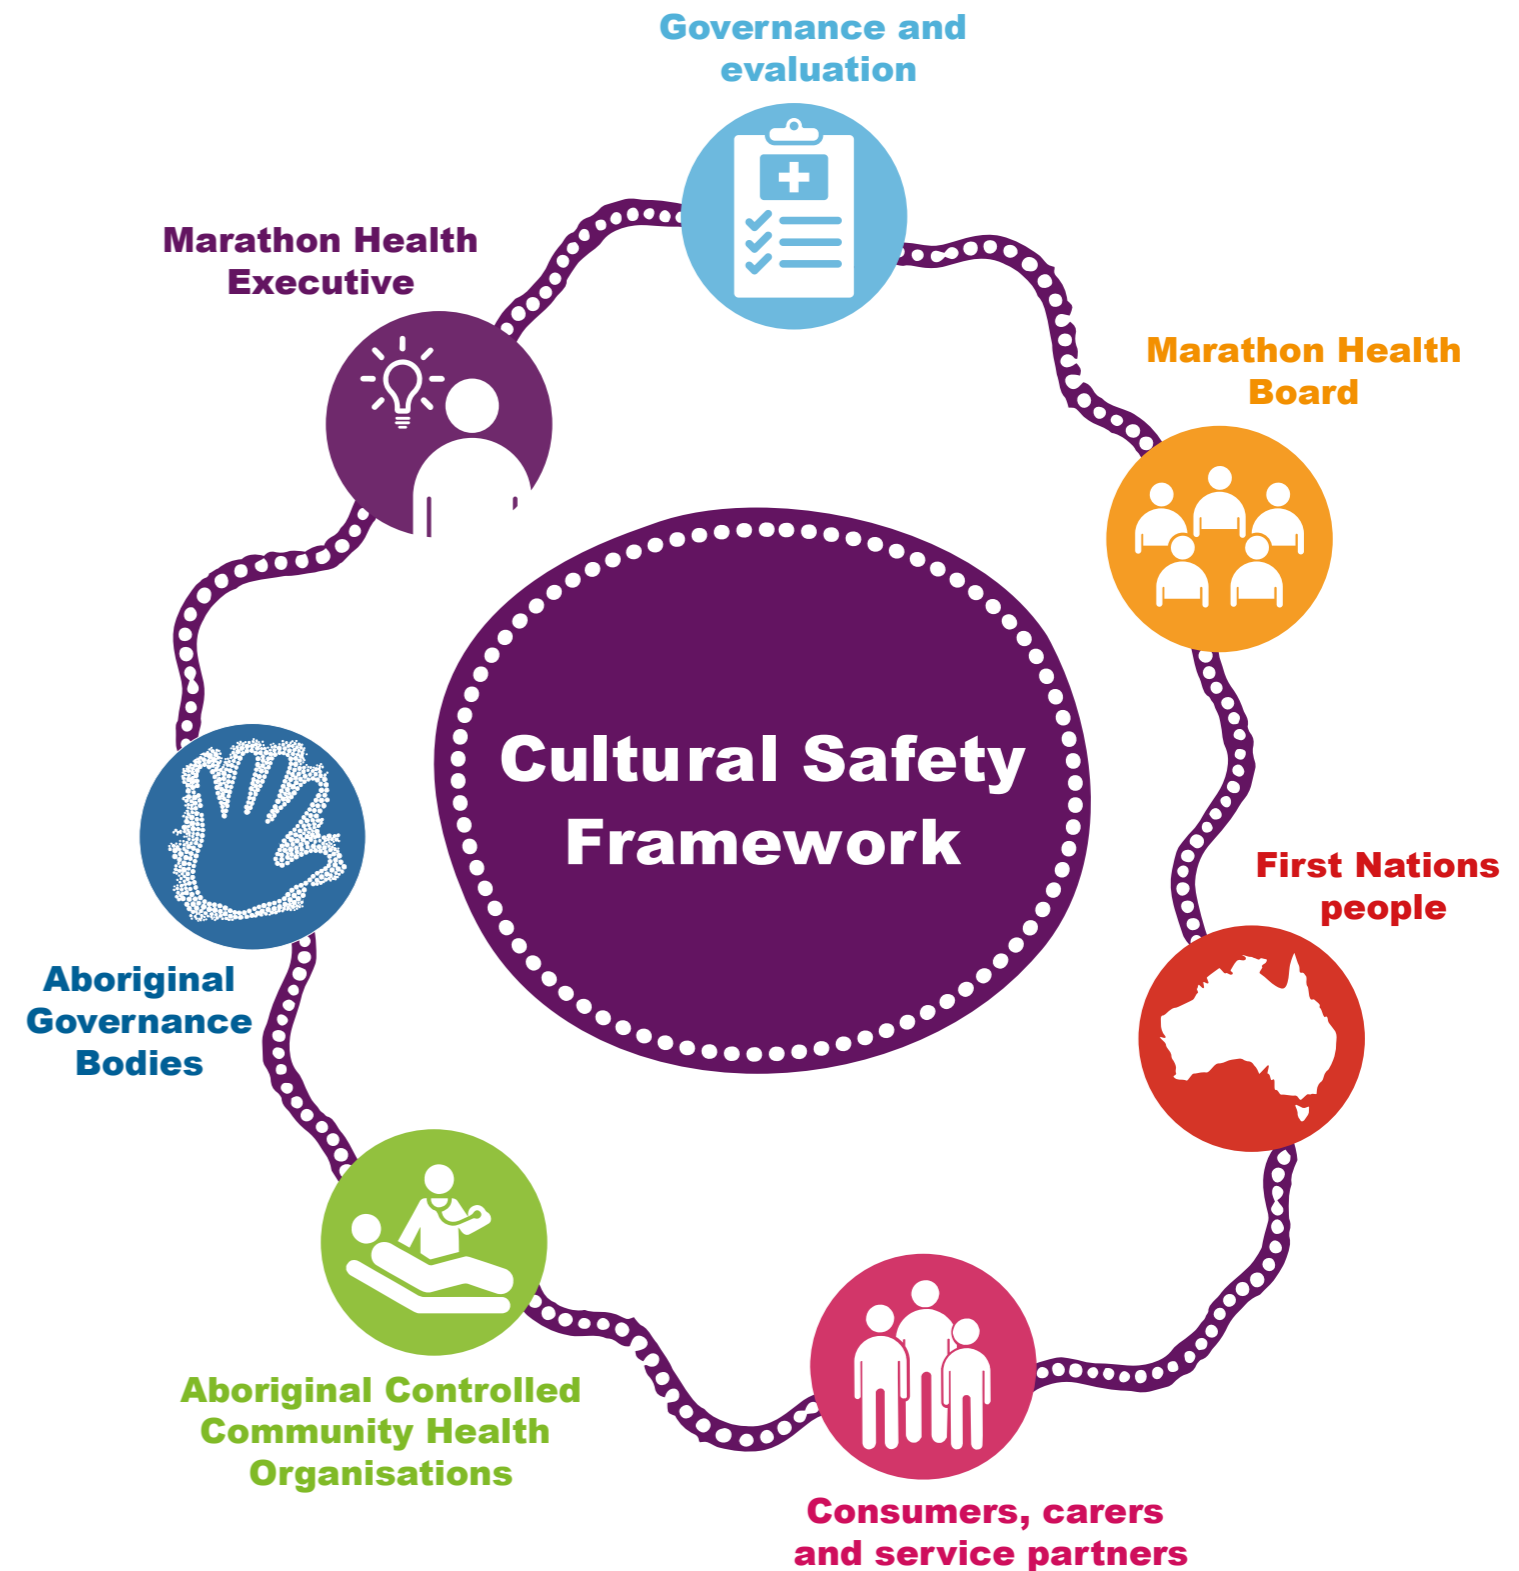 Governance and
evaluation
Marathon Health
Executive
Marathon Health
Board
Cultural Safety
Framework
First Nations
people
Aboriginal
Governance
Bodies
Aboriginal Controlled
Community Health
Organisations
Consumers, carers
and service partners